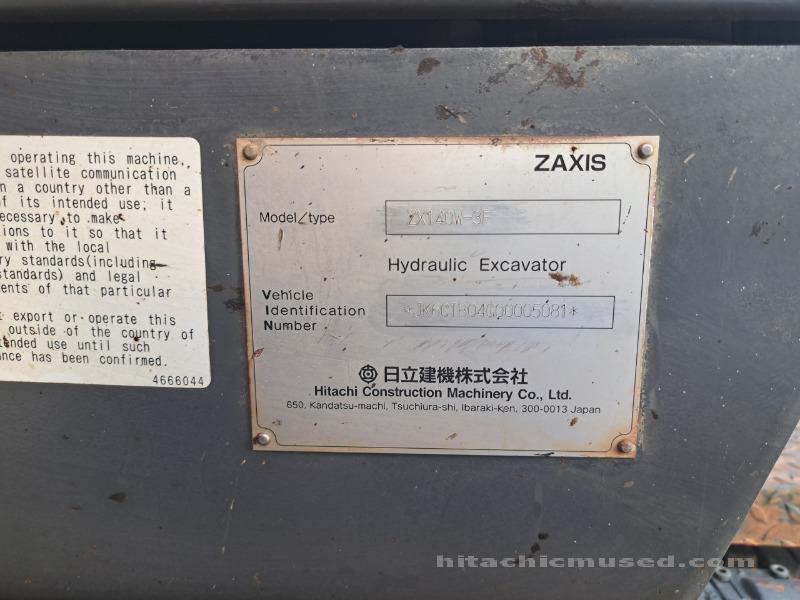 operating this machine,
satellite communication
n a country other than a
of its intended use; it
ecessary to make
tions to it so that it
with the local
ry standards(including
standards) and legal
ents of that particular
t export or operate this
outside of the country of
tended use until such
nce has been confirmed.
4666044
ZAXIS
Model/type
Hydraulic Excavator
Vehicle
Identification
Number
日立建機株式会社
Hitachi Construction Machinery Co., Ltd.
650, Kandatsu-machi, Tsuchiura-shi, Ibaraki-ken, 300-0013 Japan
hitachicmused.com